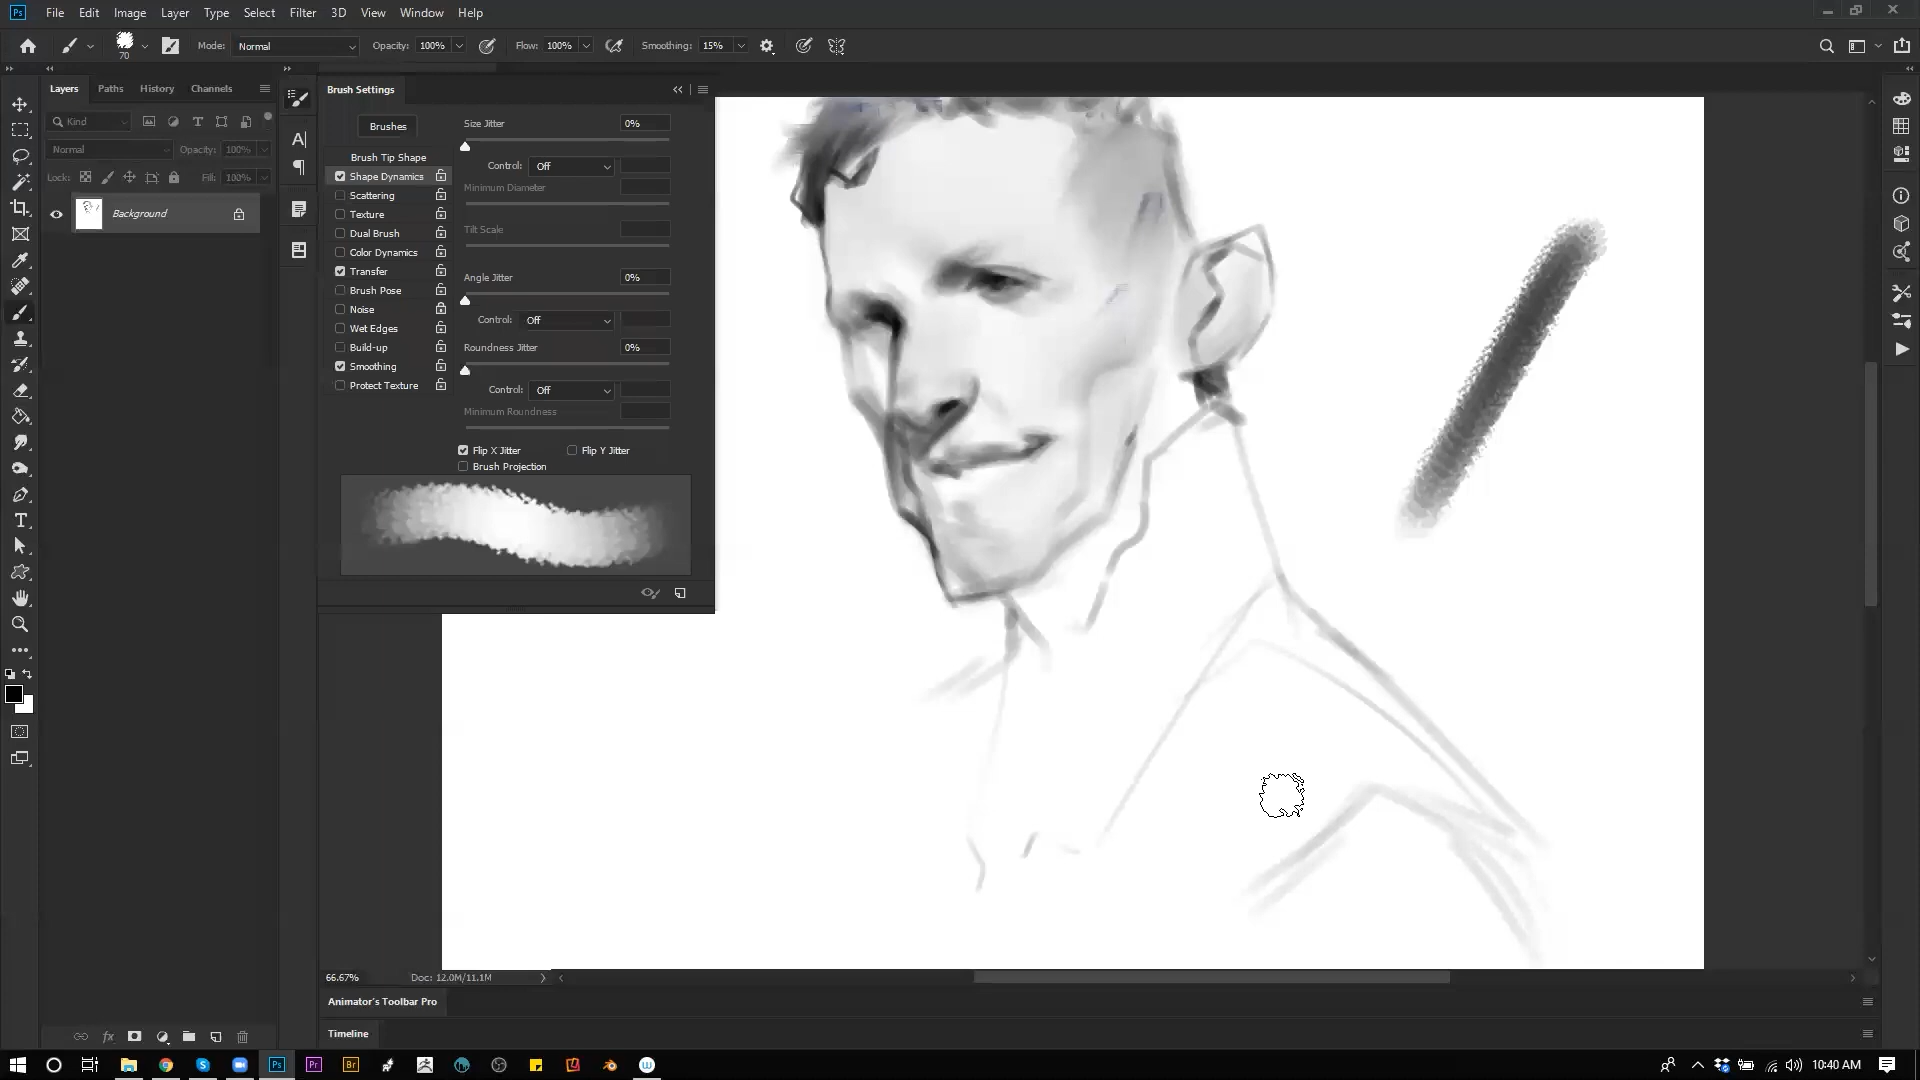 Ps File Edit Image Layer Type Select Filter 3D View Window Help
70 Mode: Normal Opacity: 100% Flow: 100% Smoothing: 15%
Layers Paths History Channels
Kind
Normal Opacity: 100%
Lock: Fill: 100%
Background
Brush Settings
Brushes
Brush Tip Shape
Shape Dynamics
Scattering
Texture
Dual Brush
Color Dynamics
Transfer
Brush Pose
Noise
Wet Edges
Build-up
Smoothing
Protect Texture
Size Jitter 0%
Control: Off
Minimum Diameter
Tilt Scale
Angle Jitter 0%
Control: Off
Roundness Jitter 0%
Control: Off
Minimum Roundness
Flip X Jitter Flip Y Jitter
Brush Projection
66.67% Doc: 12.0M/11.1M
Animator's Toolbar Pro
Timeline
Ps Pr Br 10:40 AM